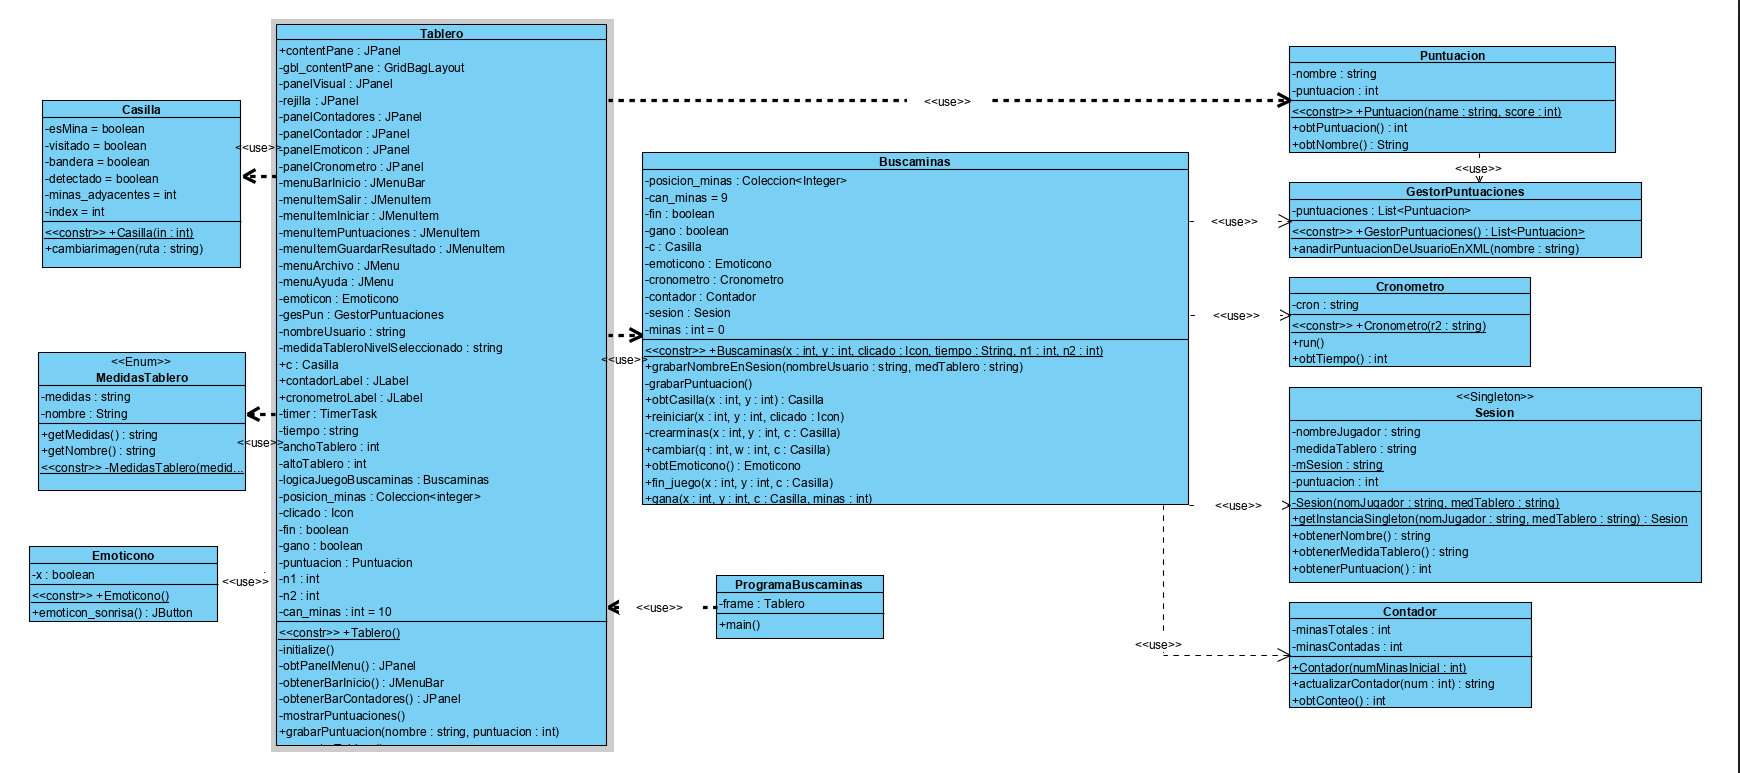 Casilla
-esMina = boolean
-visitado = boolean
-bandera = boolean
-detectado = boolean
-minas_adyacentes = int
-index = int
<<constr>> +Casilla(in : int)
+cambiarimagen(ruta : string)
<<use>>
<<Enum>>
MedidasTablero
-medidas : string
-nombre : String
+getMedidas() : string
+getNombre() : string
<<constr>> -MedidasTablero(medid...
<<use>>
Emoticono
-x : boolean
<<constr>> +Emoticono()
+emoticon_sonrisa() : JButton
<<use>>
Tablero
+contentPane : JPanel
-gbl_contentPane : GridBagLayout
-panelVisual : JPanel
-rejilla : JPanel
-panelContadores : JPanel
-panelContador : JPanel
-panelEmoticon : JPanel
-panelCronometro : JPanel
-menuBarInicio : JMenuBar
-menuItemSalir : JMenuItem
-menuItemIniciar : JMenuItem
-menuItemPuntuaciones : JMenuItem
-menuItemGuardarResultado : JMenuItem
-menuArchivo : JMenu
-menuAyuda : JMenu
-emoticon : Emoticono
-gesPun : GestorPuntuaciones
-nombreUsuario : string
-medidaTableroNivelSeleccionado : string
+c : Casilla
+contadorLabel : JLabel
+cronometroLabel : JLabel
-timer : TimerTask
-tiempo : string
-anchoTablero : int
-altoTablero : int
-logicaJuegoBuscaminas : Buscaminas
-posicion_minas : Coleccion<integer>
-clicado : Icon
-fin : boolean
-gano : boolean
-puntuacion : Puntuacion
-n1 : int
-n2 : int
-can_minas : int = 10
<<constr>> +Tablero()
-initialize()
-obtPanelMenu() : JPanel
-obtenerBarInicio() : JMenuBar
-obtenerBarContadores() : JPanel
-mostrarPuntuaciones()
+grabarPuntuacion(nombre : string, puntuacion : int)
<<use>>
<<use>>
Buscaminas
-posicion_minas : Coleccion<Integer>
-can_minas = 9
-fin : boolean
-gano : boolean
-c : Casilla
-emoticono : Emoticono
-cronometro : Cronometro
-contador : Contador
-sesion : Sesion
-minas : int = 0
<<constr>> +Buscaminas(x : int, y : int, clicado : Icon, tiempo : String, n1 : int, n2 : int)
+grabarNombreEnSesion(nombreUsuario : string, medTablero : string)
-grabarPuntuacion()
+obtCasilla(x : int, y : int) : Casilla
+reiniciar(x : int, y : int, clicado : Icon)
-crearminas(x : int, y : int, c : Casilla)
+cambiar(q : int, w : int, c : Casilla)
+obtEmoticono() : Emoticono
+fin_juego(x : int, y : int, c : Casilla)
+gana(x : int, y : int, c : Casilla, minas : int)
<<use>>
ProgramaBuscaminas
-frame : Tablero
+main()
Puntuacion
-nombre : string
-puntuacion : int
<<constr>> +Puntuacion(name : string, score : int)
+obtPuntuacion() : int
+obtNombre() : String
<<use>>
GestorPuntuaciones
-puntuaciones : List<Puntuacion>
<<constr>> +GestorPuntuaciones() : List<Puntuacion>
+anadirPuntuacionDeUsuarioEnXML(nombre : string)
<<use>>
Cronometro
-cron : string
<<constr>> +Cronometro(r2 : string)
+run()
+obtTiempo() : int
<<use>>
<<Singleton>>
Sesion
-nombreJugador : string
-medidaTablero : string
-mSesion : string
-puntuacion : int
-Sesion(nomJugador : string, medTablero : string)
+getInstanciaSingleton(nomJugador : string, medTablero : string) : Sesion
+obtenerNombre() : string
+obtenerMedidaTablero() : string
+obtenerPuntuacion() : int
<<use>>
Contador
-minasTotales : int
-minasContadas : int
+Contador(numMinasInicial : int)
+actualizarContador(num : int) : string
+obtConteo() : int
<<use>>